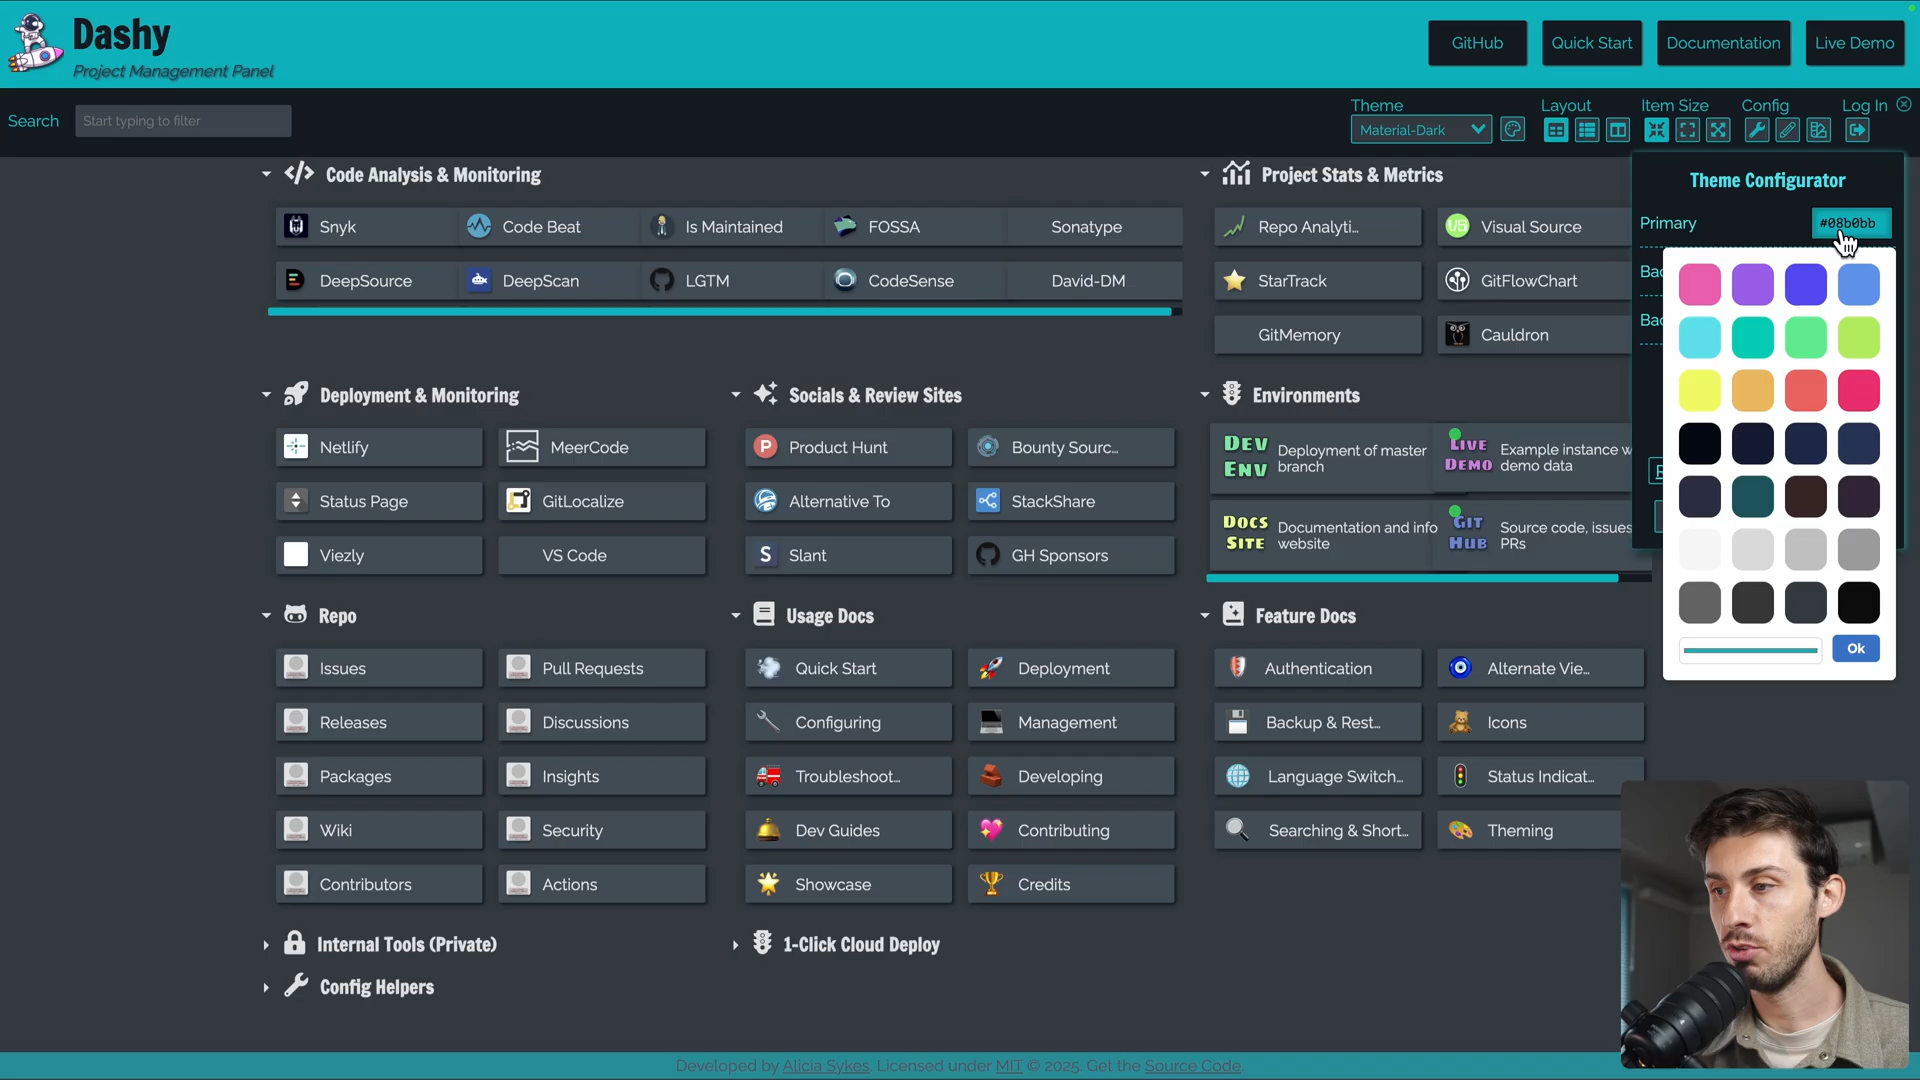 Dashy
Project Management Panel
GitHub
Quick Start
Documentation
Live Demo
Search
Start typing to filter
Theme
Material-Dark
Layout
Item Size
Config
Log In
Code Analysis & Monitoring
Snyk
Code Beat
Is Maintained
FOSSA
Sonatype
DeepSource
DeepScan
LGTM
CodeSense
David-DM
Project Stats & Metrics
Repo Analyti...
Visual Source
StarTrack
GitFlowChart
GitMemory
Cauldron
Theme Configurator
Primary
#08b0bb
Bac
Bac
Ok
Deployment & Monitoring
Netlify
MeerCode
Status Page
GitLocalize
Viezly
VS Code
Socials & Review Sites
Product Hunt
Bounty Sourc...
Alternative To
StackShare
S
Slant
GH Sponsors
Environments
DEV ENV
Deployment of master
branch
LIVE DEMO
Example instance w
demo data
DOCS SITE
Documentation and info
website
GIT HUB
Source code, issues
PRs
Repo
Issues
Pull Requests
Releases
Discussions
Packages
Insights
Wiki
Security
Contributors
Actions
Usage Docs
Quick Start
Deployment
Configuring
Management
Troubleshoot...
Developing
Dev Guides
Contributing
Showcase
Credits
Feature Docs
Authentication
Alternate Vie...
Backup & Rest...
Icons
Language Switch...
Status Indicat...
Searching & Short...
Theming
Internal Tools (Private)
1-Click Cloud Deploy
Config Helpers
Developed by Alicia Sykes. Licensed under MIT © 2025. Get the Source Code.